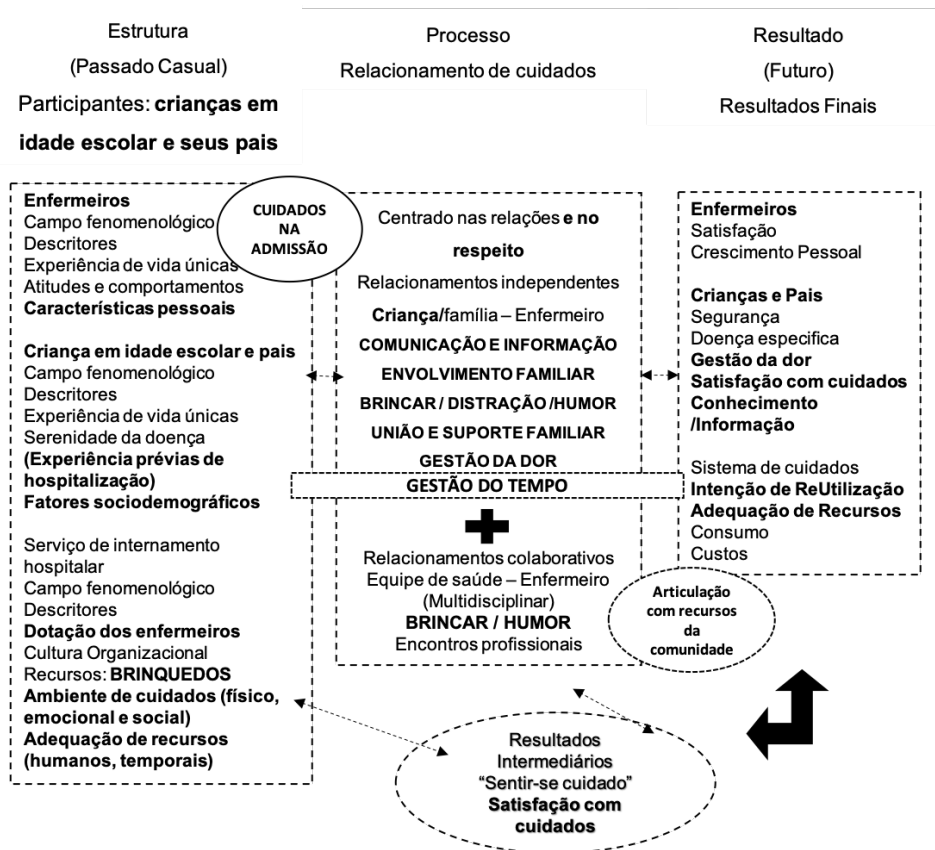 Estrutura
(Passado Casual)
Participantes: crianças em
idade escolar e seus pais
Processo
Relacionamento de cuidados
Resultado
(Futuro)
Resultados Finais
Enfermeiros
Campo fenomenológico
Descritores
Experiência de vida únicas
Atitudes e comportamentos
Características pessoais
Criança em idade escolar e pais
Campo fenomenológico
Descritores
Experiência de vida únicas
Serenidade da doença
(Experiência prévias de
hospitalização)
Fatores sociodemográficos
Serviço de internamento
hospitalar
Campo fenomenológico
Descritores
Dotação dos enfermeiros
Cultura Organizacional
Recursos: BRINQUEDOS
Ambiente de cuidados (físico,
emocional e social)
Adequação de recursos
(humanos, temporais)
CUIDADOS
NA
ADMISSÃO
Centrado nas relações e no
respeito
Relacionamentos independentes
Criança/família – Enfermeiro
COMUNICAÇÃO E INFORMAÇÃO
ENVOLVIMENTO FAMILIAR
BRINCAR / DISTRAÇÃO /HUMOR
UNIÃO E SUPORTE FAMILIAR
GESTÃO DA DOR
GESTÃO DO TEMPO
Relacionamentos colaborativos
Equipe de saúde – Enfermeiro
(Multidisciplinar)
BRINCAR / HUMOR
Encontros profissionais
Enfermeiros
Satisfação
Crescimento Pessoal
Crianças e Pais
Segurança
Doença especifica
Gestão da dor
Satisfação com cuidados
Conhecimento
/Informação
Sistema de cuidados
Intenção de ReUtilização
Adequação de Recursos
Consumo
Custos
Articulação
com recursos
da
comunidade
Resultados
Intermediários
“Sentir-se cuidado”
Satisfação com
cuidados